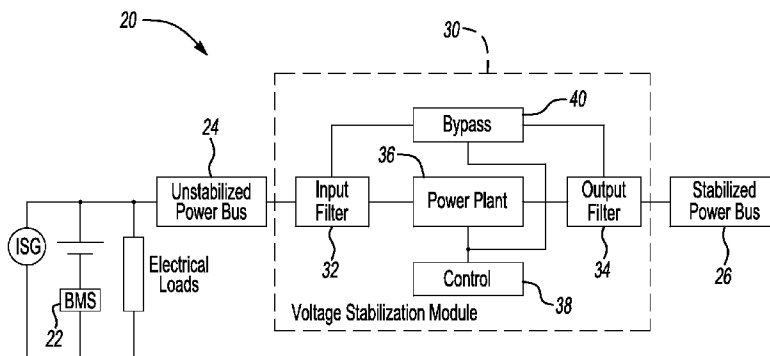 20
30
40
Bypass
24
36
Unstabilized
Power Bus
Input
Filter
Power Plant
Output
Filter
Stabilized
Power Bus
ISG
Electrical
Loads
32
34
26
BMS
22
Control
38
Voltage Stabilization Module